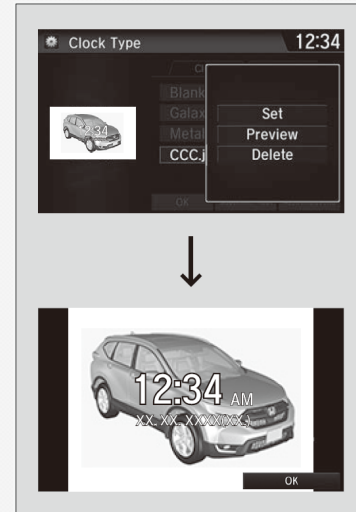 Clock Type 12:34
Blank
Galax
Metal
CCC.j
Set
Preview
Delete
OK
12:34 AM
XX. XX. XXXX(XX.)
OK